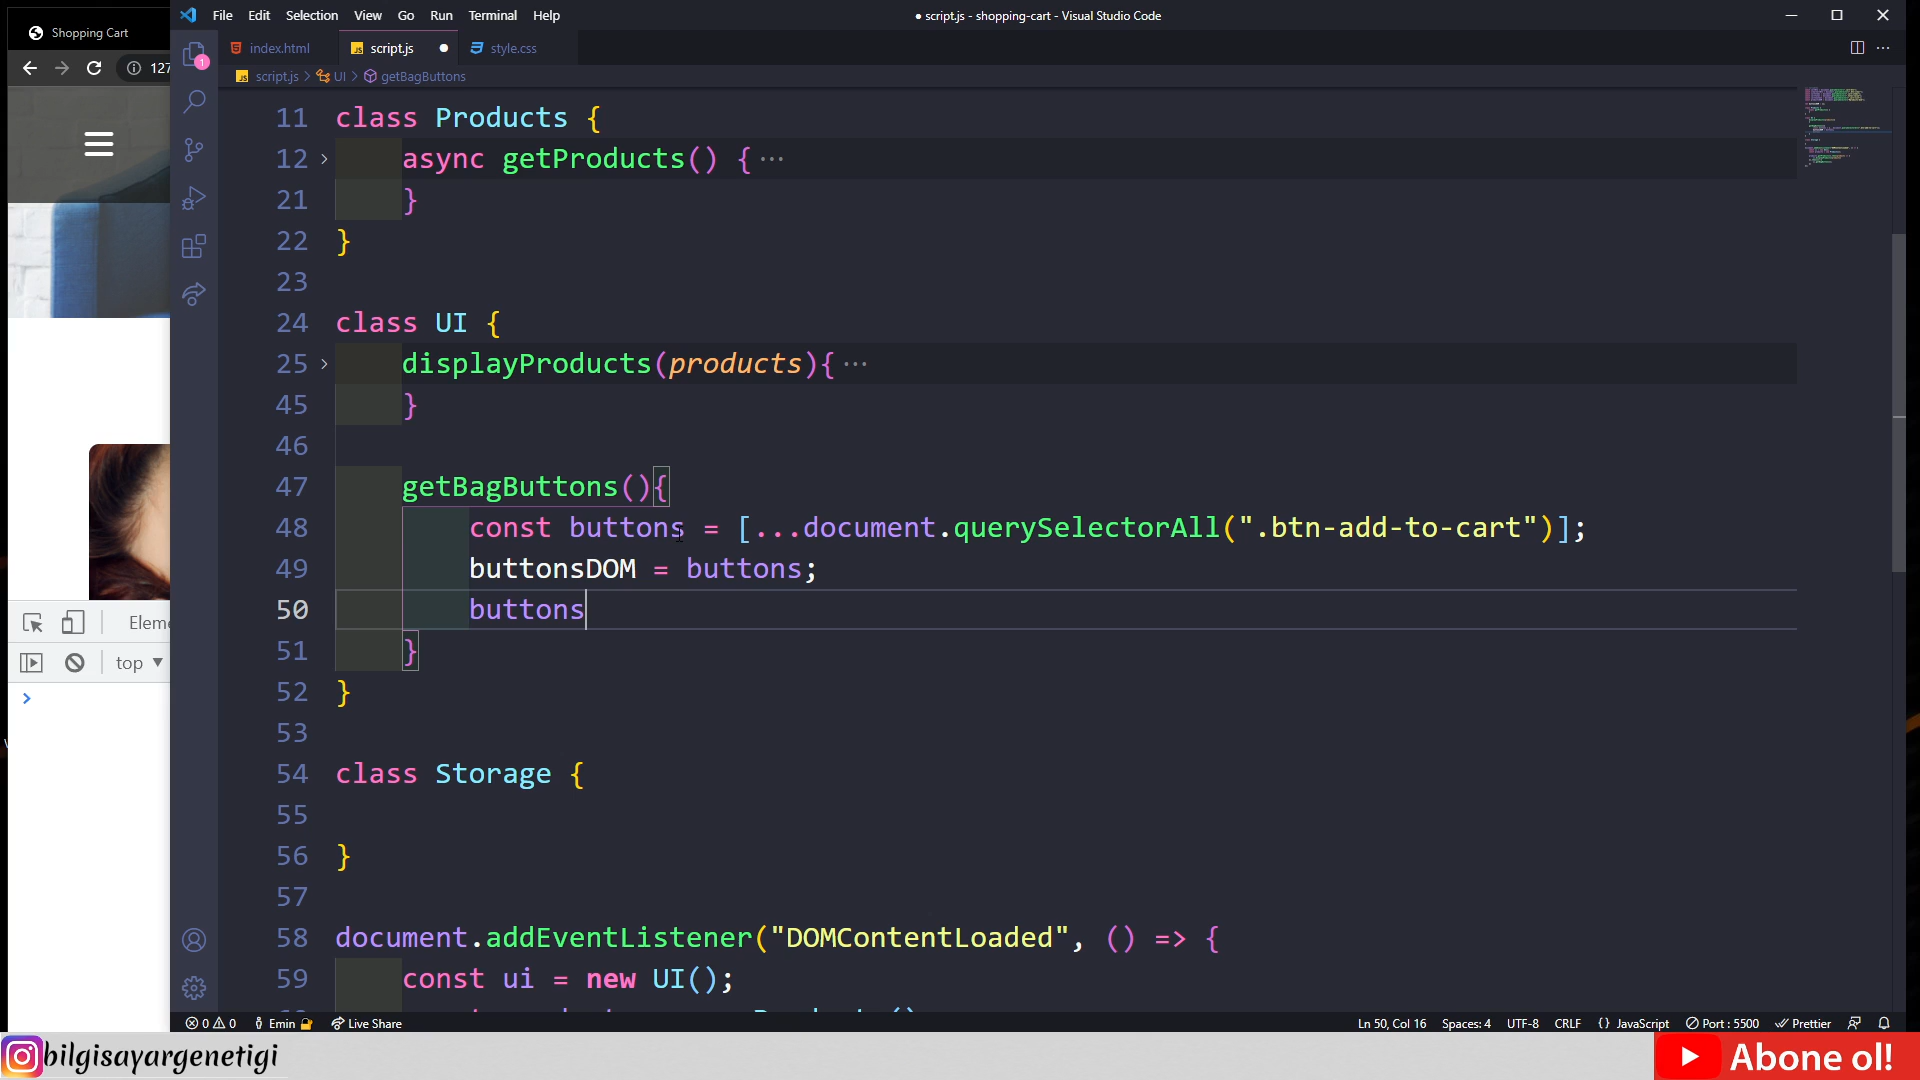 Shopping Cart
File Edit Selection View Go Run Terminal Help
● script.js - shopping-cart - Visual Studio Code
index.html
JS script.js
style.css
127
JS script.js > UI > getBagButtons
1
11 class Products {
12 async getProducts() {···
21 }
22 }
23
24 class UI {
25 displayProducts(products){···
45 }
46
47 getBagButtons(){
48 const buttons = [...document.querySelectorAll(".btn-add-to-cart")];
49 buttonsDOM = buttons;
50 buttons
51 }
52 }
53
54 class Storage {
55
56 }
57
58 document.addEventListener("DOMContentLoaded", () => {
59 const ui = new UI();
Eleme
top
0 0 Emin Live Share
Ln 50, Col 16 Spaces: 4 UTF-8 CRLF {} JavaScript Port : 5500 Prettier
bilgisayargenetigi
Abone ol!